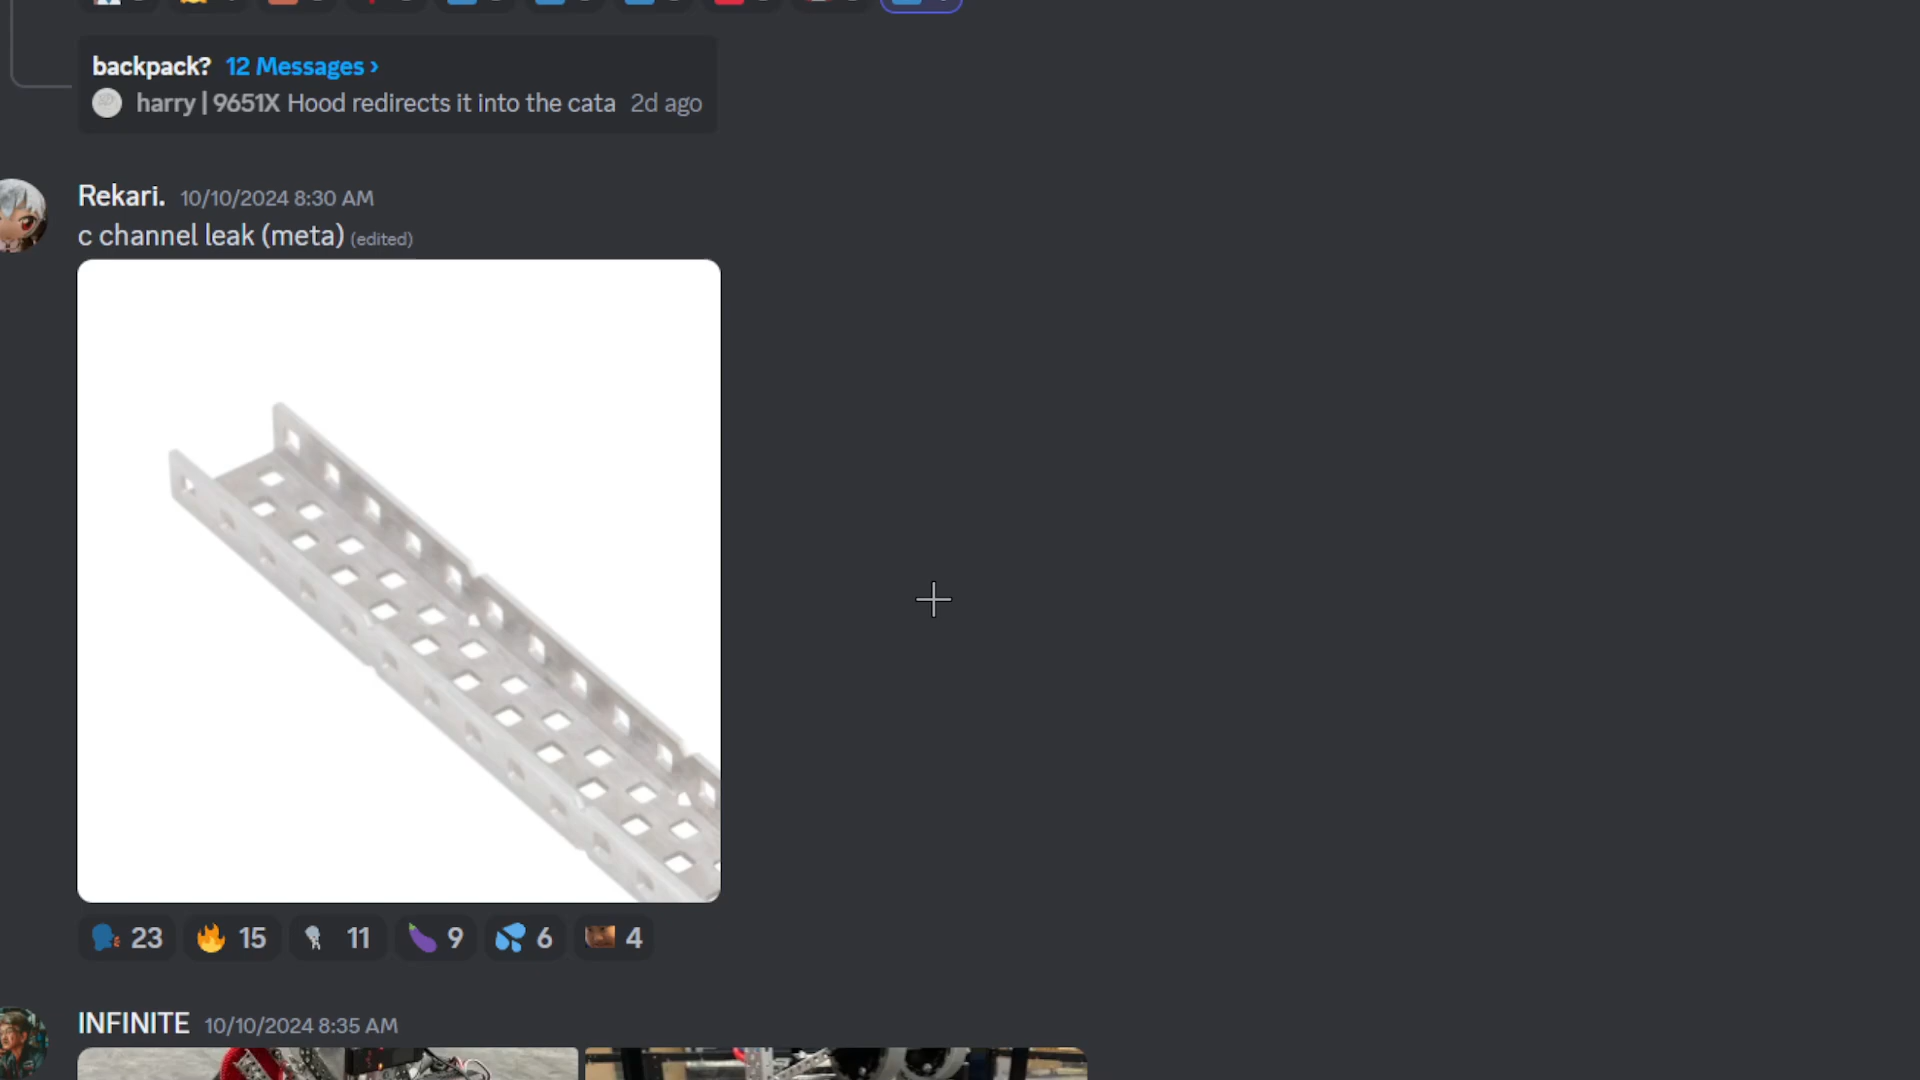 backpack? 12 Messages ›
harry | 9651X Hood redirects it into the cata 2d ago
Rekari. 10/10/2024 8:30 AM
c channel leak (meta) (edited)
23 15 11 9 6 4
INFINITE 10/10/2024 8:35 AM